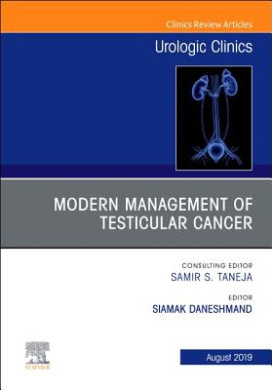 Clinics Review Articles
Urologic Clinics
MODERN MANAGEMENT OF
TESTICULAR CANCER
CONSULTING EDITOR
SAMIR S. TANEJA
EDITOR
SIAMAK DANESHMAND
ELSEVIER
August 2019